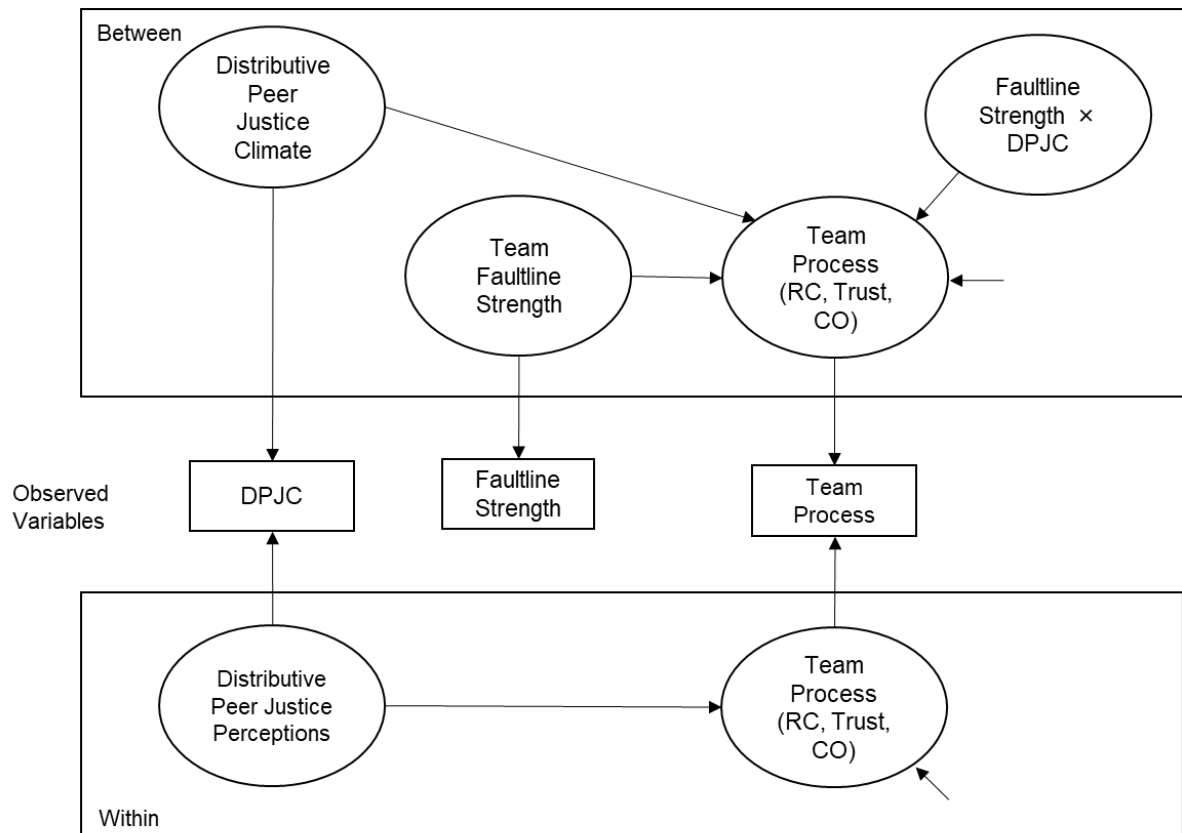 Between
Distributive
Peer
Justice
Climate
Faultline
Strength ×
DPJC
Team
Faultline
Strength
Team
Process
(RC, Trust,
CO)
Observed
Variables
DPJC
Faultline
Strength
Team
Process
Distributive
Peer Justice
Perceptions
Team
Process
(RC, Trust,
CO)
Within